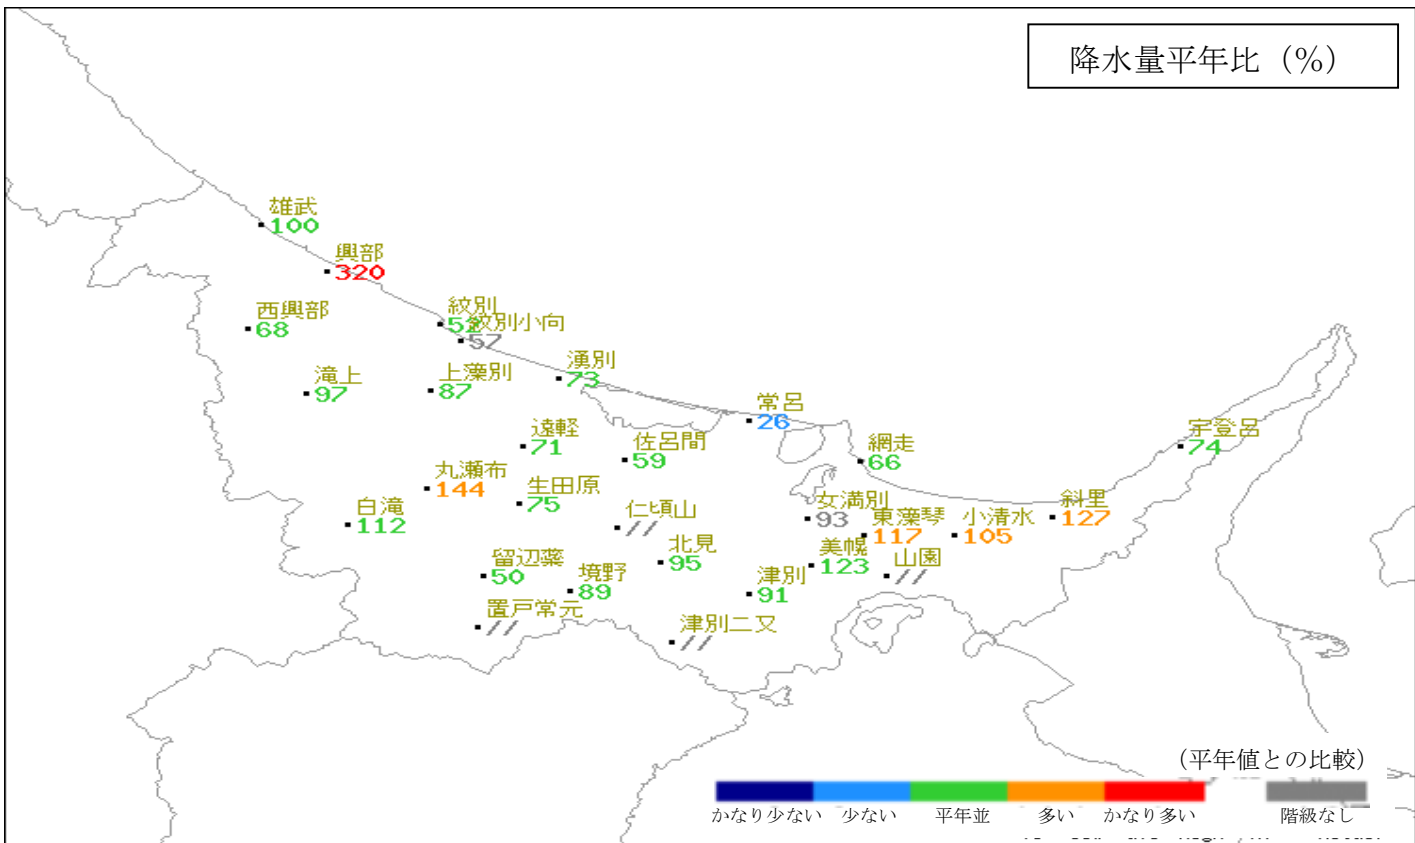 降水量平年比（％）
雄武
100
興部
320
西興部
68
紋別
52
紋別小向
57
滝上
97
上藻別
87
湧別
73
常呂
26
遠軽
71
佐呂間
59
網走
66
宇登呂
74
丸瀬布
144
生田原
75
白滝
112
仁頃山
//
女満別
93
東藻琴
117
小清水
105
斜里
127
北見
95
美幌
123
山園
//
留辺蘂
50
境野
89
津別
91
置戸常元
//
津別二又
//
（平年値との比較）
かなり少ない 少ない 平年並 多い かなり多い 階級なし